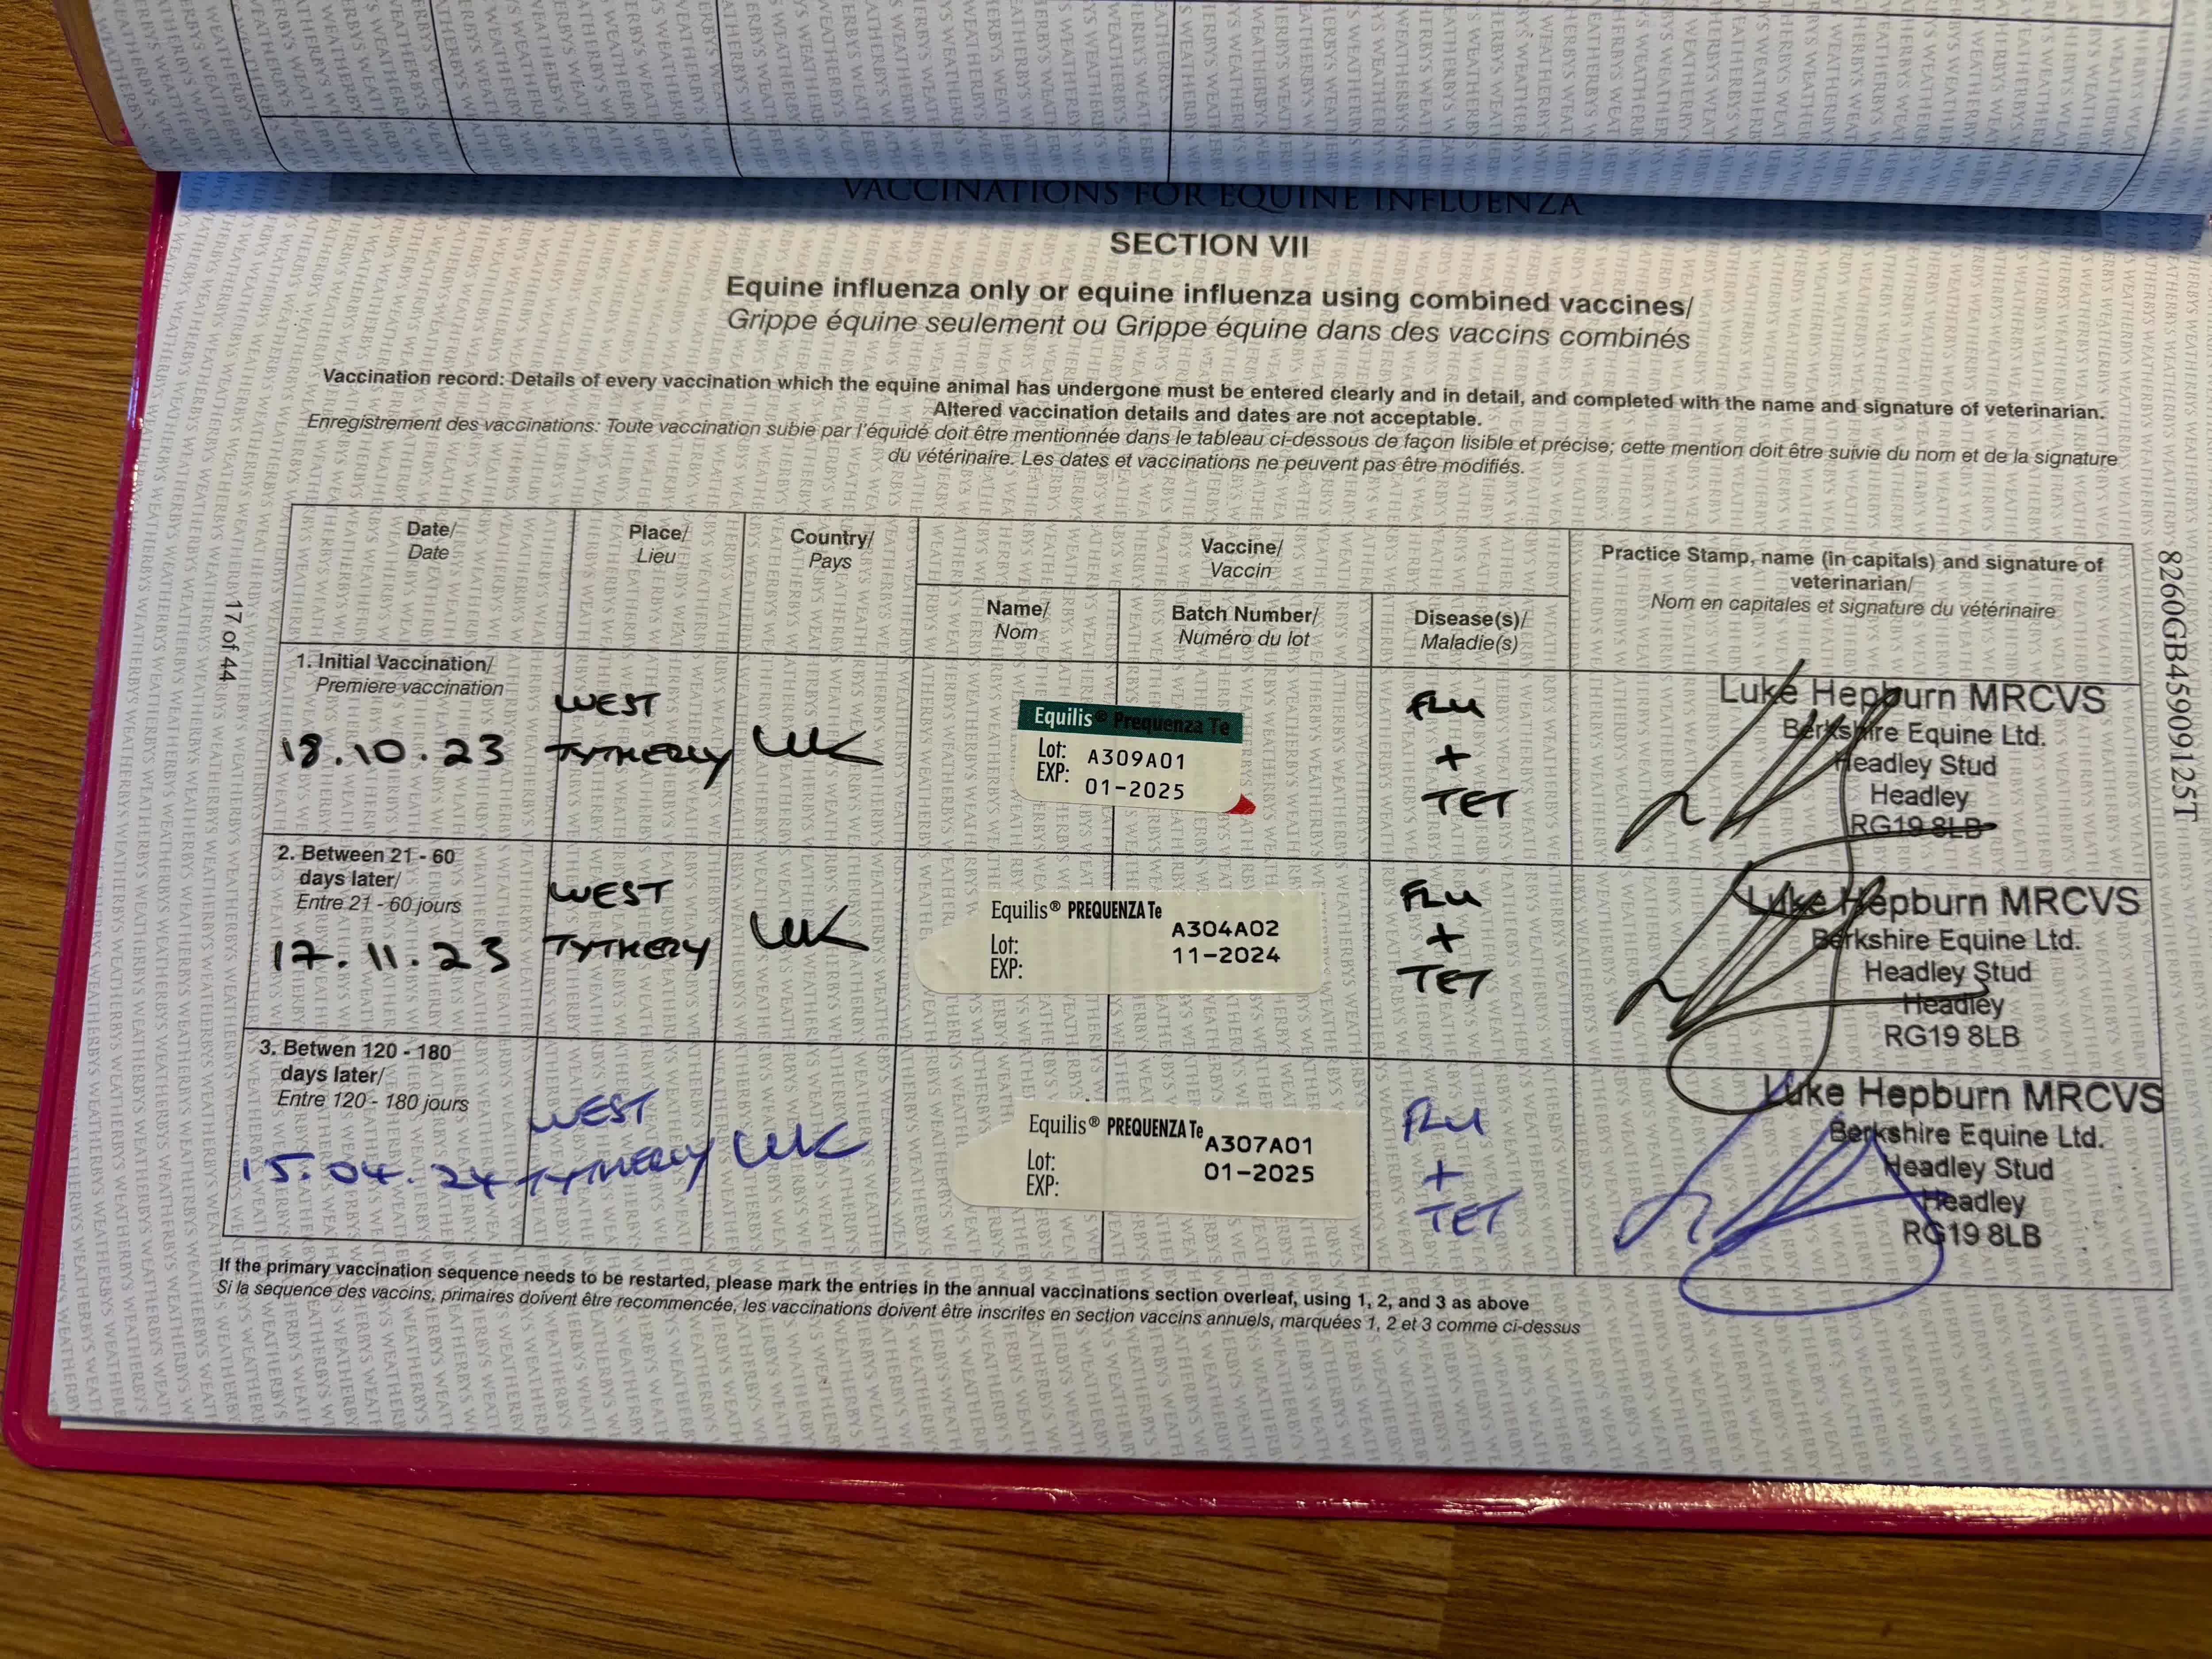 VACCINATIONS FOR EQUINE INFLUENZA
SECTION VII
Equine influenza only or equine influenza using combined vaccines/
Grippe équine seulement ou Grippe équine dans des vaccins combinés
Vaccination record: Details of every vaccination which the equine animal has undergone must be entered clearly and in detail, and completed with the name and signature of veterinarian.
Altered vaccination details and dates are not acceptable.
Enregistrement des vaccinations: Toute vaccination subie par l'équidé doit être mentionnée dans le tableau ci-dessous de façon lisible et précise; cette mention doit être suivie du nom et de la signature
du vétérinaire. Les dates et vaccinations ne peuvent pas être modifiés.
Date/
Date
Place/
Lieu
Country/
Pays
Vaccine/
Vaccin
Name/
Nom
Batch Number/
Numéro du lot
Disease(s)/
Maladie(s)
Practice Stamp, name (in capitals) and signature of
veterinarian/
Nom en capitales et signature du vétérinaire
1. Initial Vaccination/
Premiere vaccination
18.10.23
WEST
TYTHERLY
UK
Equilis® Prequenza Te
Lot: A309A01
EXP: 01-2025
FLU
+
TET
Luke Hepburn MRCVS
Berkshire Equine Ltd.
Headley Stud
Headley
RG19 8LB
2. Between 21 - 60
days later/
Entre 21 - 60 jours
17.11.23
WEST
TYTHERLY
UK
Equilis® PREQUENZA Te
Lot: A304A02
EXP: 11-2024
FLU
+
TET
Luke Hepburn MRCVS
Berkshire Equine Ltd.
Headley Stud
Headley
RG19 8LB
3. Betwen 120 - 180
days later/
Entre 120 - 180 jours
15.04.24
WEST
TYTHERLY
UK
Equilis® PREQUENZA Te
Lot: A307A01
EXP: 01-2025
FLU
+
TET
Luke Hepburn MRCVS
Berkshire Equine Ltd.
Headley Stud
Headley
RG19 8LB
If the primary vaccination sequence needs to be restarted, please mark the entries in the annual vaccinations section overleaf, using 1, 2, and 3 as above
Si la sequence des vaccins, primaires doivent être recommencée, les vaccinations doivent être inscrites en section vaccins annuels, marquées 1, 2 et 3 comme ci-dessus
17 of 44
8260GB45909125T